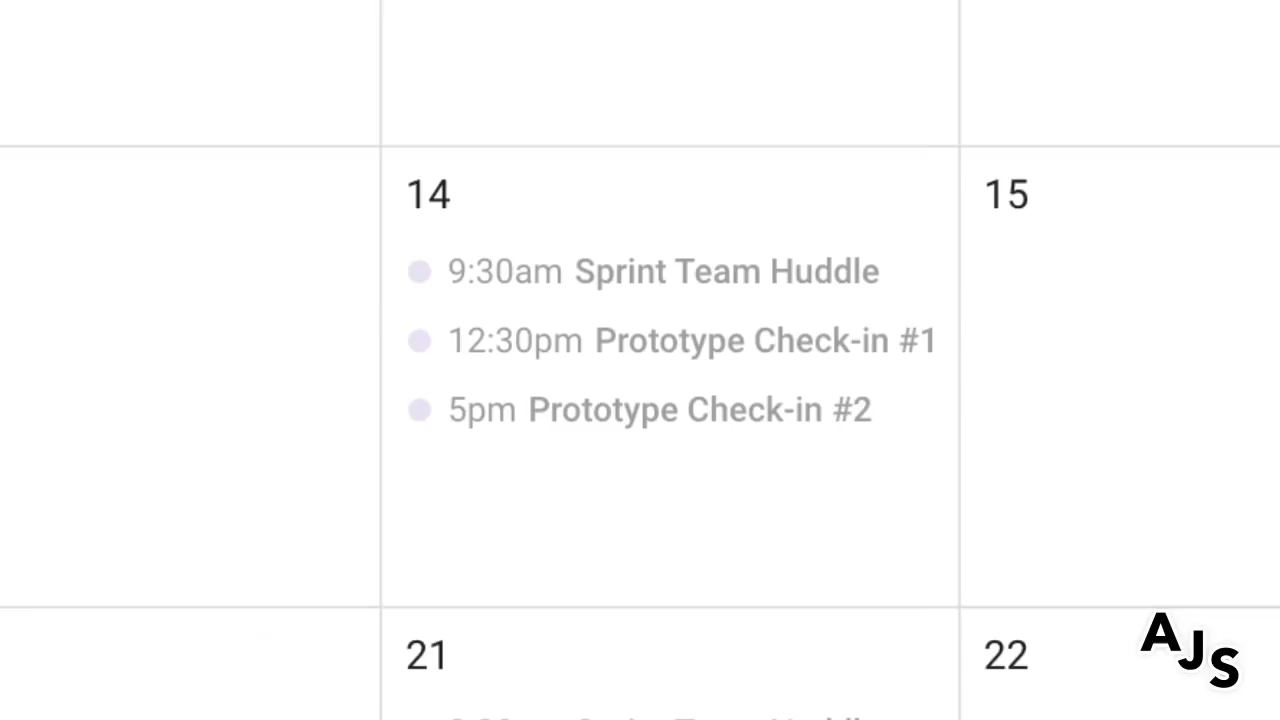 14
15
9:30am Sprint Team Huddle
12:30pm Prototype Check-in #1
5pm Prototype Check-in #2
21
22
AJS